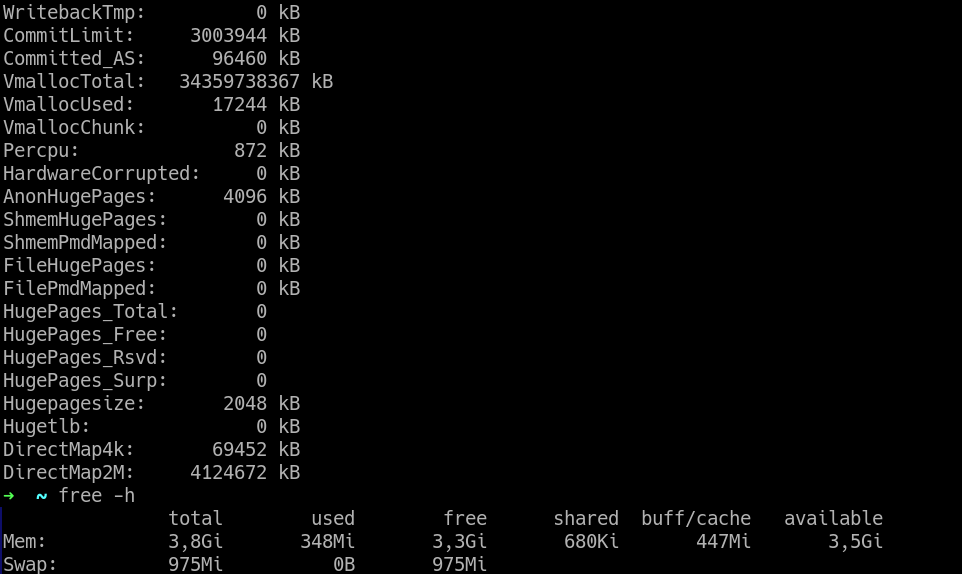 WritebackTmp:          0 kB
CommitLimit:     3003944 kB
Committed_AS:      96460 kB
VmallocTotal:   34359738367 kB
VmallocUsed:       17244 kB
VmallocChunk:          0 kB
Percpu:              872 kB
HardwareCorrupted:     0 kB
AnonHugePages:      4096 kB
ShmemHugePages:        0 kB
ShmemPmdMapped:        0 kB
FileHugePages:         0 kB
FilePmdMapped:         0 kB
HugePages_Total:       0
HugePages_Free:        0
HugePages_Rsvd:        0
HugePages_Surp:        0
Hugepagesize:       2048 kB
Hugetlb:               0 kB
DirectMap4k:       69452 kB
DirectMap2M:     4124672 kB
→  ~ free -h
               total        used        free      shared  buff/cache   available
Mem:           3,8Gi       348Mi       3,3Gi       680Ki       447Mi       3,5Gi
Swap:          975Mi          0B       975Mi